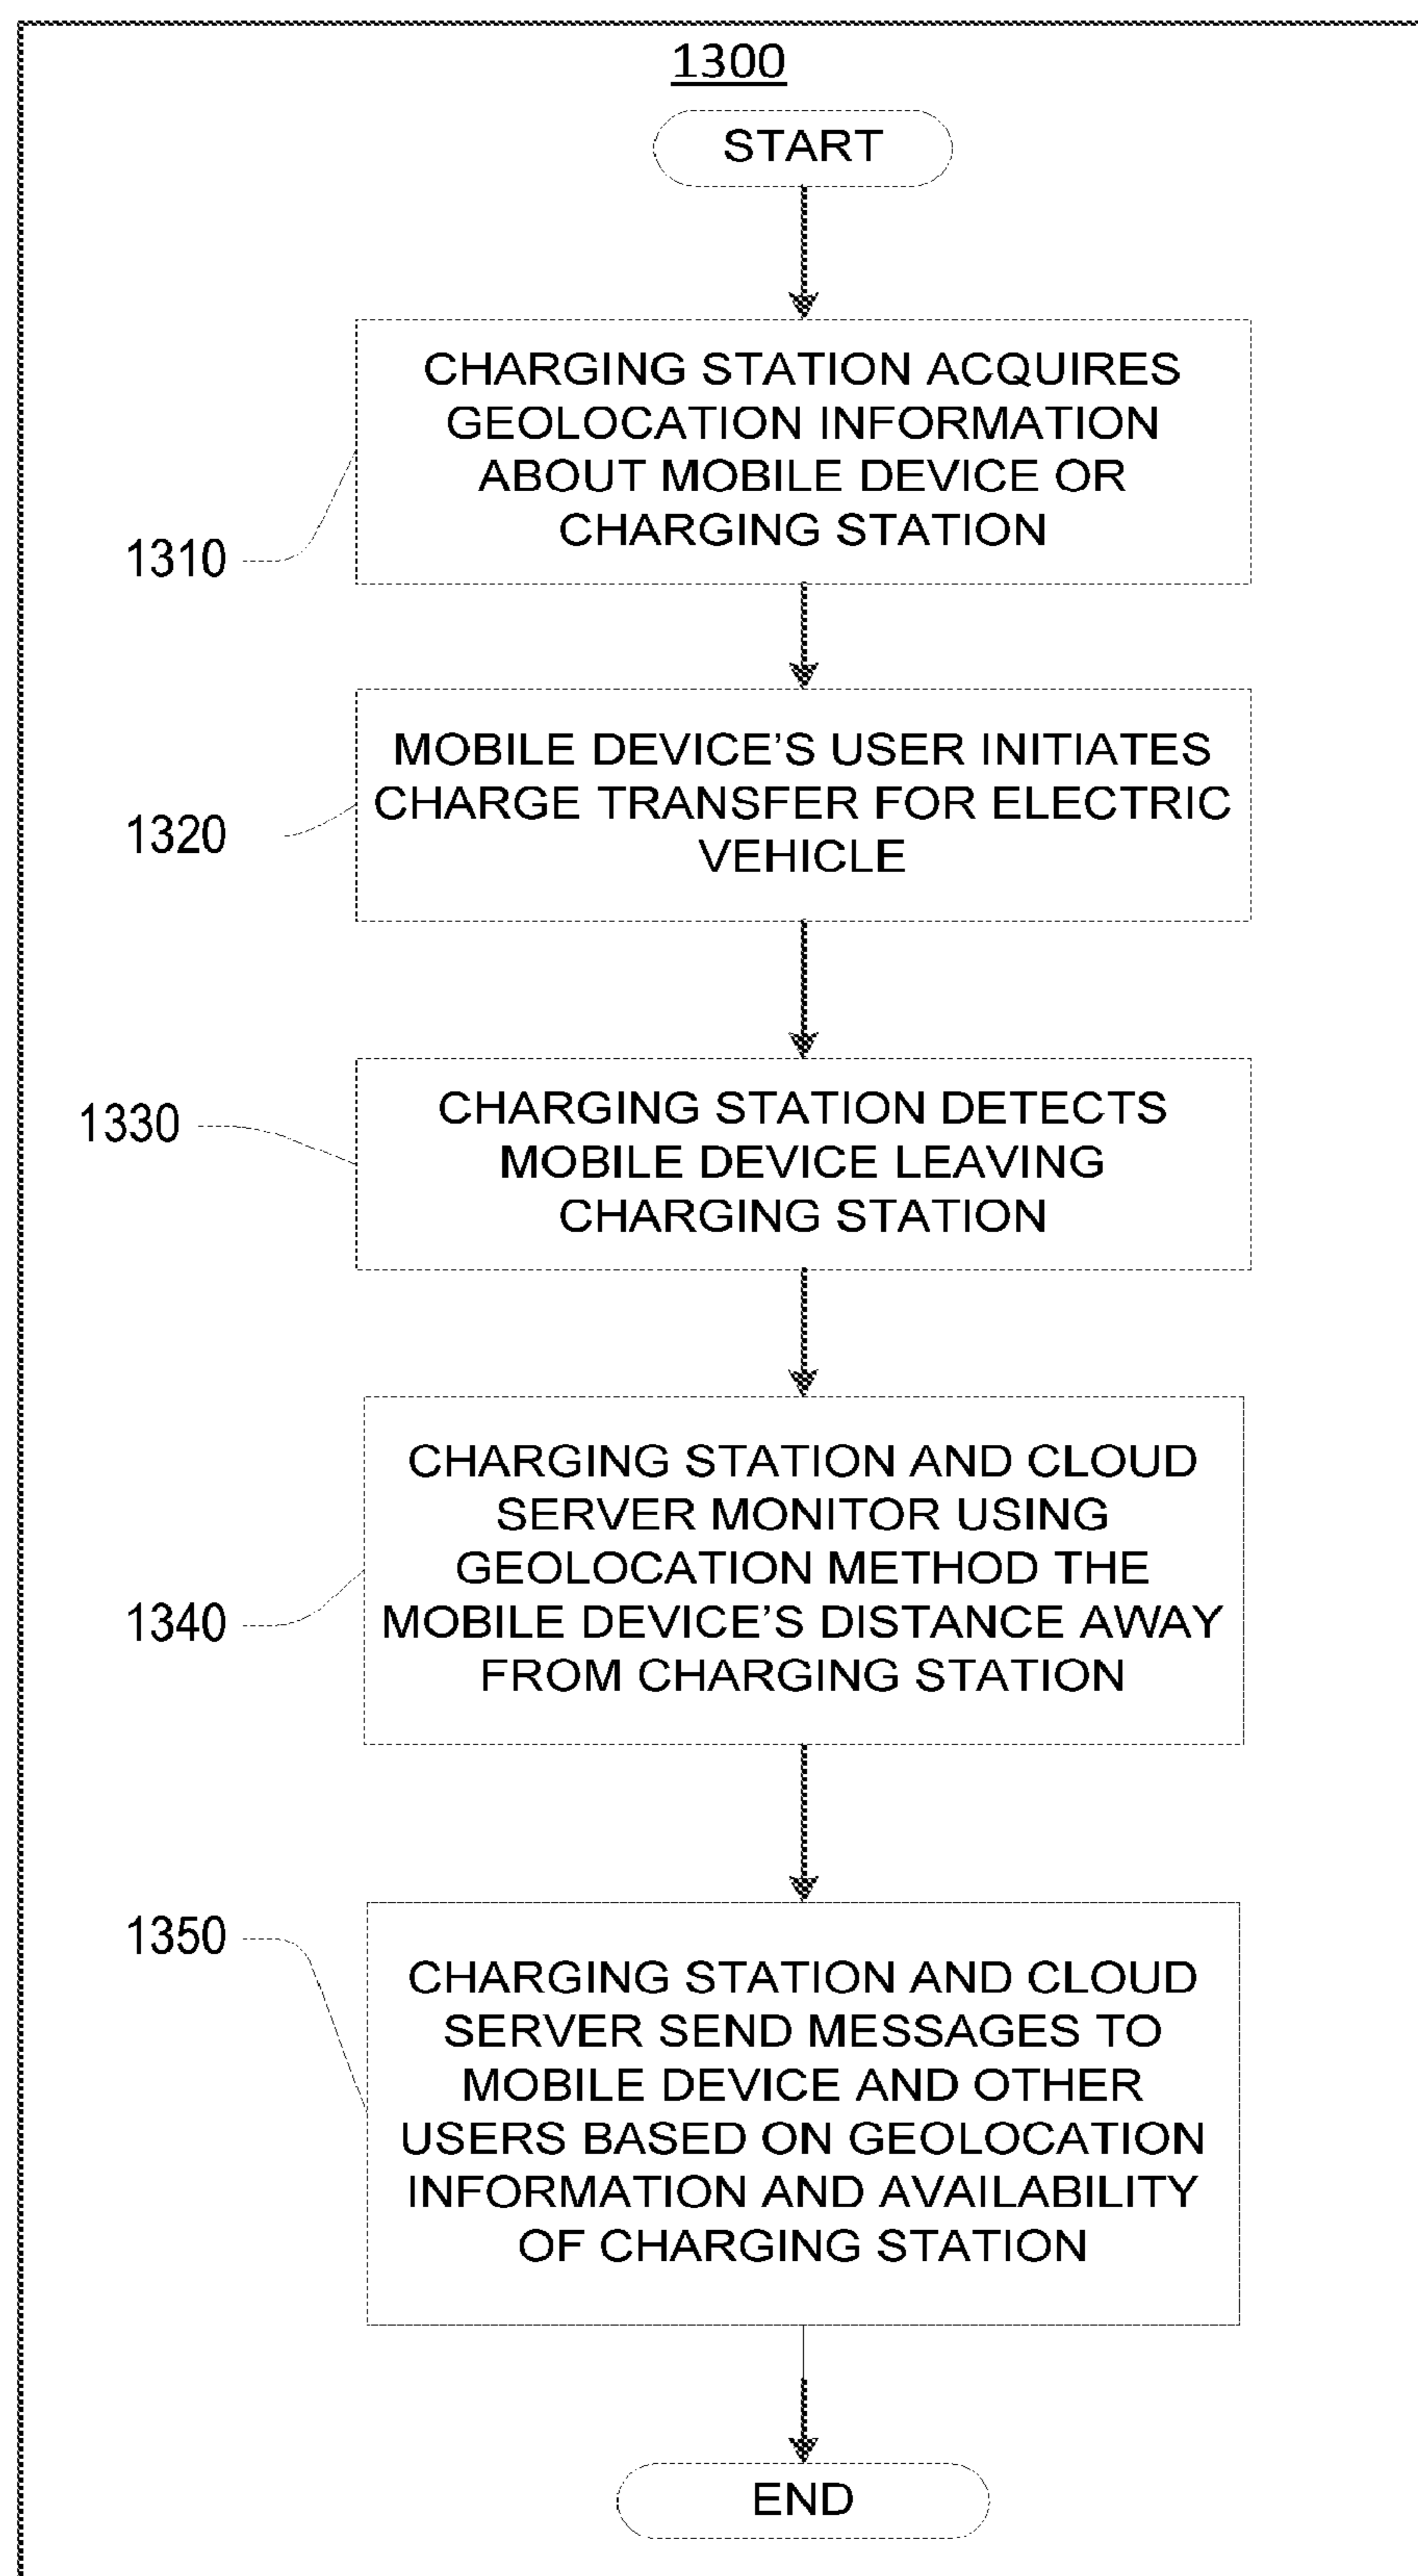 1300
START
CHARGING STATION ACQUIRES
GEOLOCATION INFORMATION
ABOUT MOBILE DEVICE OR
CHARGING STATION
1310
MOBILE DEVICE'S USER INITIATES
CHARGE TRANSFER FOR ELECTRIC
VEHICLE
1320
CHARGING STATION DETECTS
MOBILE DEVICE LEAVING
CHARGING STATION
1330
CHARGING STATION AND CLOUD
SERVER MONITOR USING
GEOLOCATION METHOD THE
MOBILE DEVICE'S DISTANCE AWAY
FROM CHARGING STATION
1340
CHARGING STATION AND CLOUD
SERVER SEND MESSAGES TO
MOBILE DEVICE AND OTHER
USERS BASED ON GEOLOCATION
INFORMATION AND AVAILABILITY
OF CHARGING STATION
1350
END